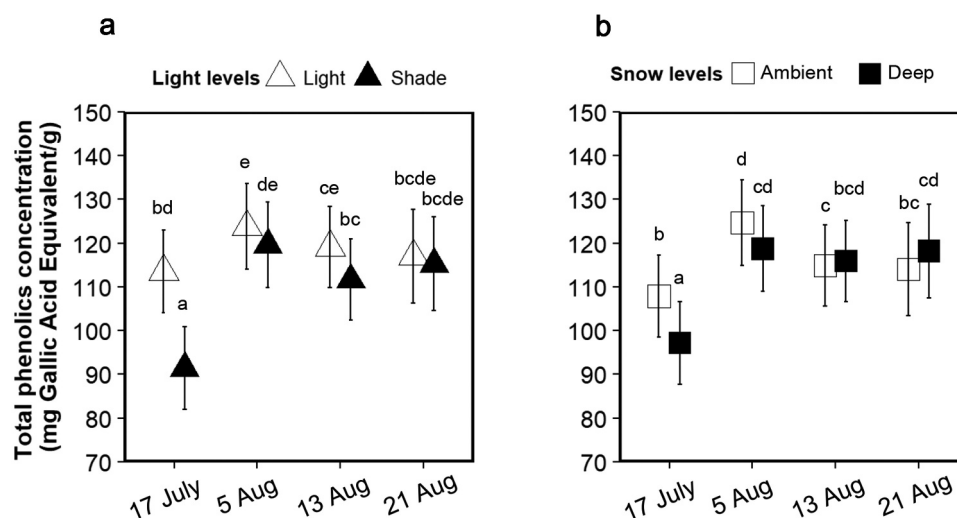 a
Light levels Light Shade
Total phenolics concentration
(mg Gallic Acid Equivalent/g)
150
140
130
120
110
100
90
80
70
bd
a
e
de
ce
bc
bcde
bcde
17 July
5 Aug
13 Aug
21 Aug
b
Snow levels Ambient Deep
150
140
130
120
110
100
90
80
70
b
a
d
cd
c
bcd
bc
cd
17 July
5 Aug
13 Aug
21 Aug